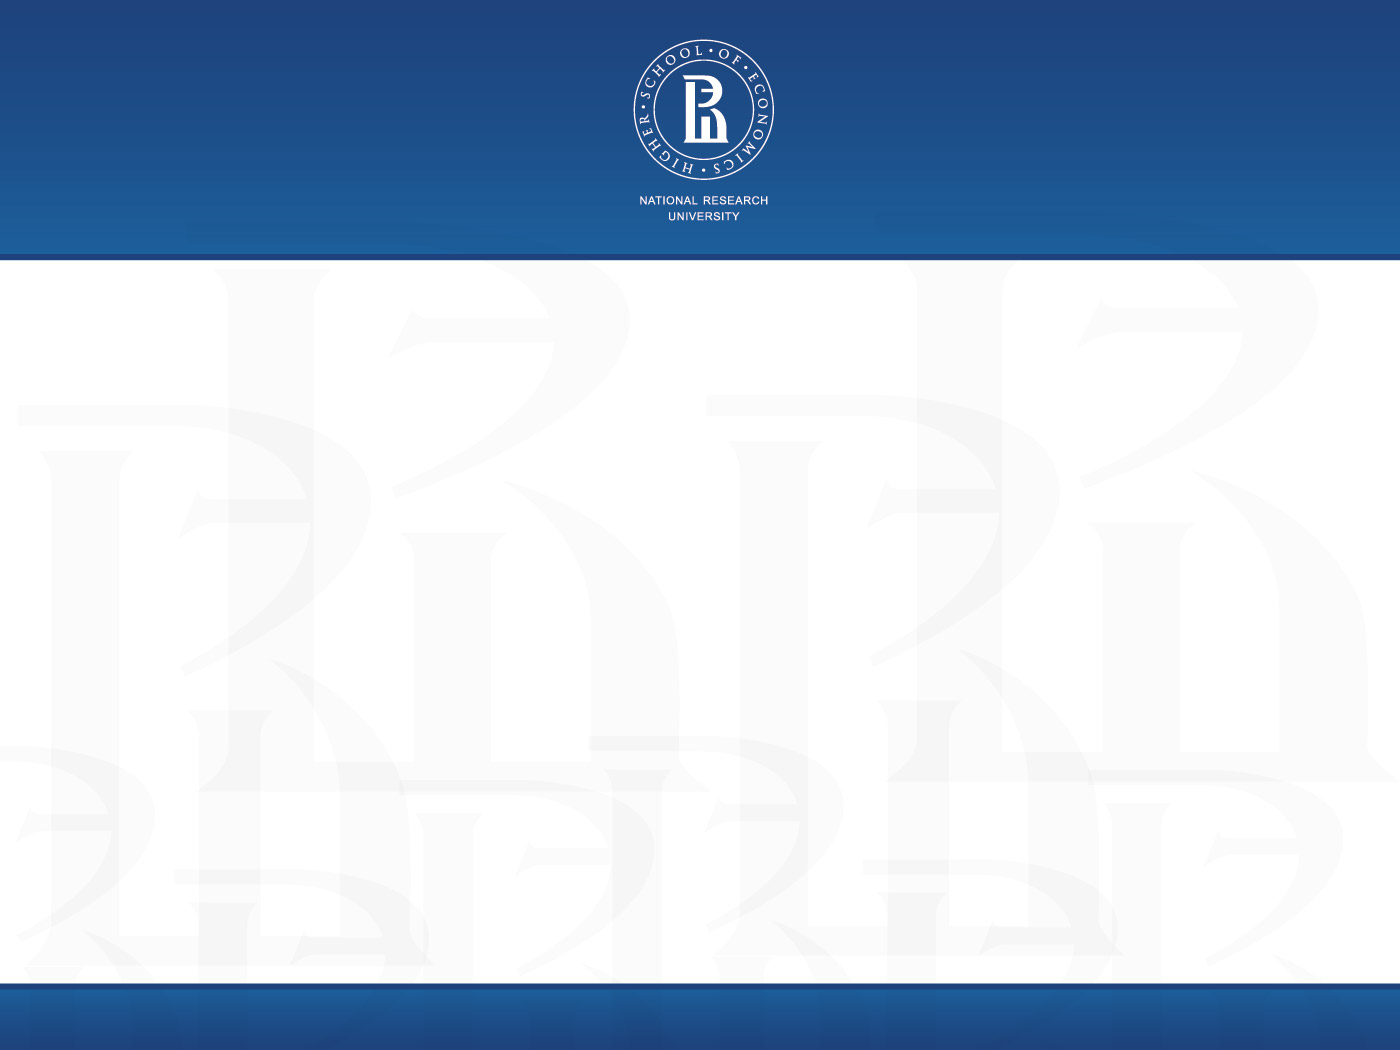 HIGHER · SCHOOL · OF · ECONOMICS ·
NATIONAL RESEARCH
UNIVERSITY